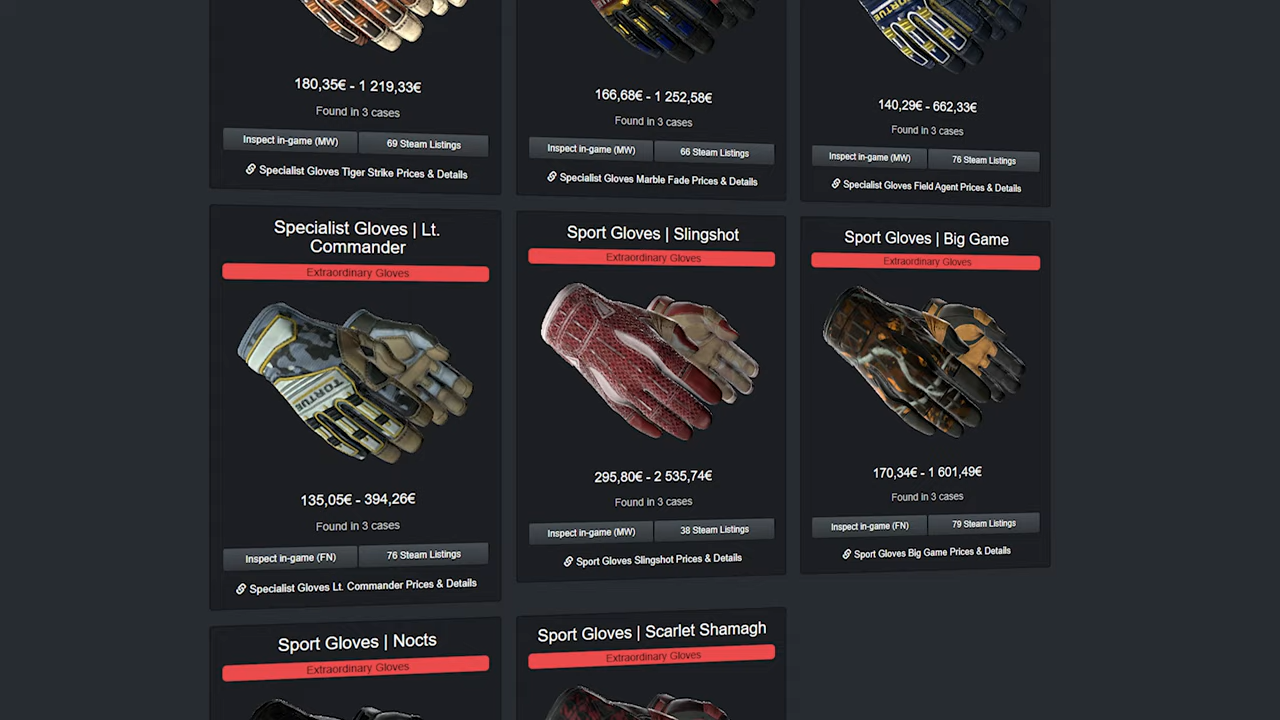 180,35€ - 1 219,33€
Found in 3 cases
Inspect in-game (MW)
69 Steam Listings
Specialist Gloves Tiger Strike Prices & Details
166,68€ - 1 252,58€
Found in 3 cases
Inspect in-game (MW)
66 Steam Listings
Specialist Gloves Marble Fade Prices & Details
TORTUE
140,29€ - 662,33€
Found in 3 cases
Inspect in-game (MW)
76 Steam Listings
Specialist Gloves Field Agent Prices & Details
Specialist Gloves | Lt.
Commander
Extraordinary Gloves
TORTUE
135,05€ - 394,26€
Found in 3 cases
Inspect in-game (FN)
76 Steam Listings
Specialist Gloves Lt. Commander Prices & Details
Sport Gloves | Slingshot
Extraordinary Gloves
295,80€ - 2 535,74€
Found in 3 cases
Inspect in-game (MW)
38 Steam Listings
Sport Gloves Slingshot Prices & Details
Sport Gloves | Big Game
Extraordinary Gloves
170,34€ - 1 601,49€
Found in 3 cases
Inspect in-game (FN)
79 Steam Listings
Sport Gloves Big Game Prices & Details
Sport Gloves | Nocts
Extraordinary Gloves
Sport Gloves | Scarlet Shamagh
Extraordinary Gloves